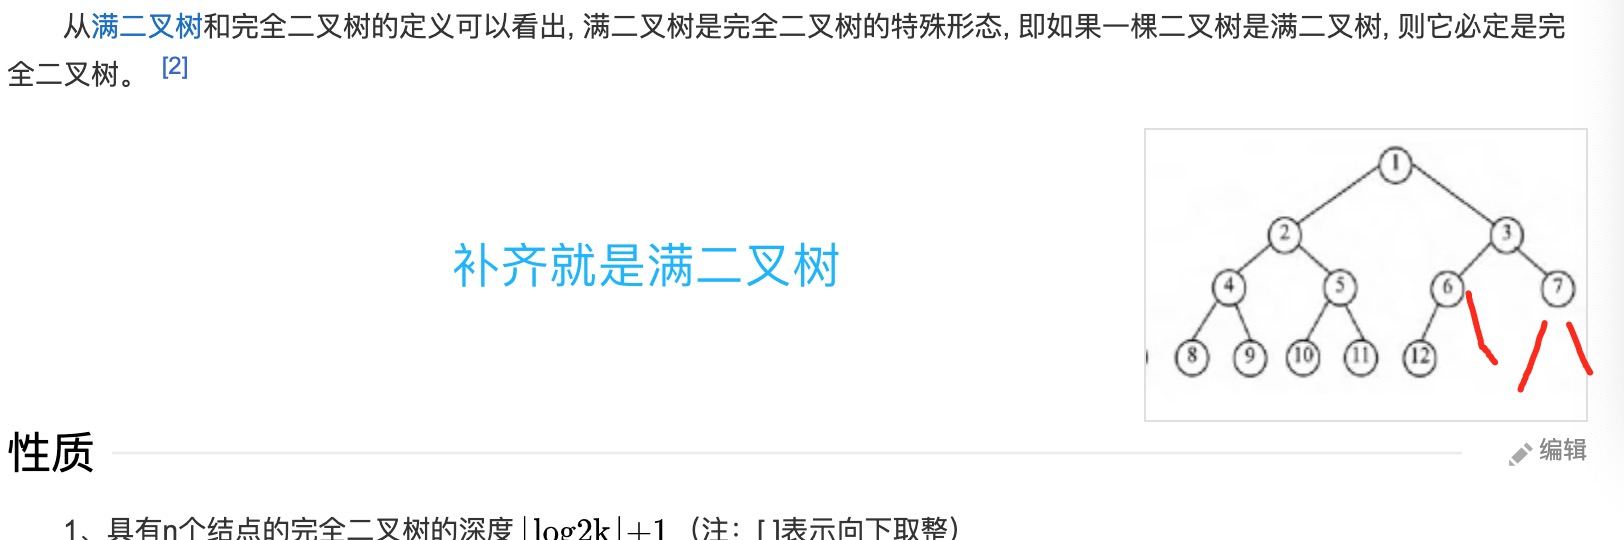 从满二叉树和完全二叉树的定义可以看出, 满二叉树是完全二叉树的特殊形态, 即如果一棵二叉树是满二叉树, 则它必定是完
全二叉树。 [2]
1
2 3
补齐就是满二叉树
4 5 6 7
8 9 10 11 12
性质
编辑
1、具有n个结点的完全二叉树的深度|log2k|+1（注：[ ]表示向下取整）